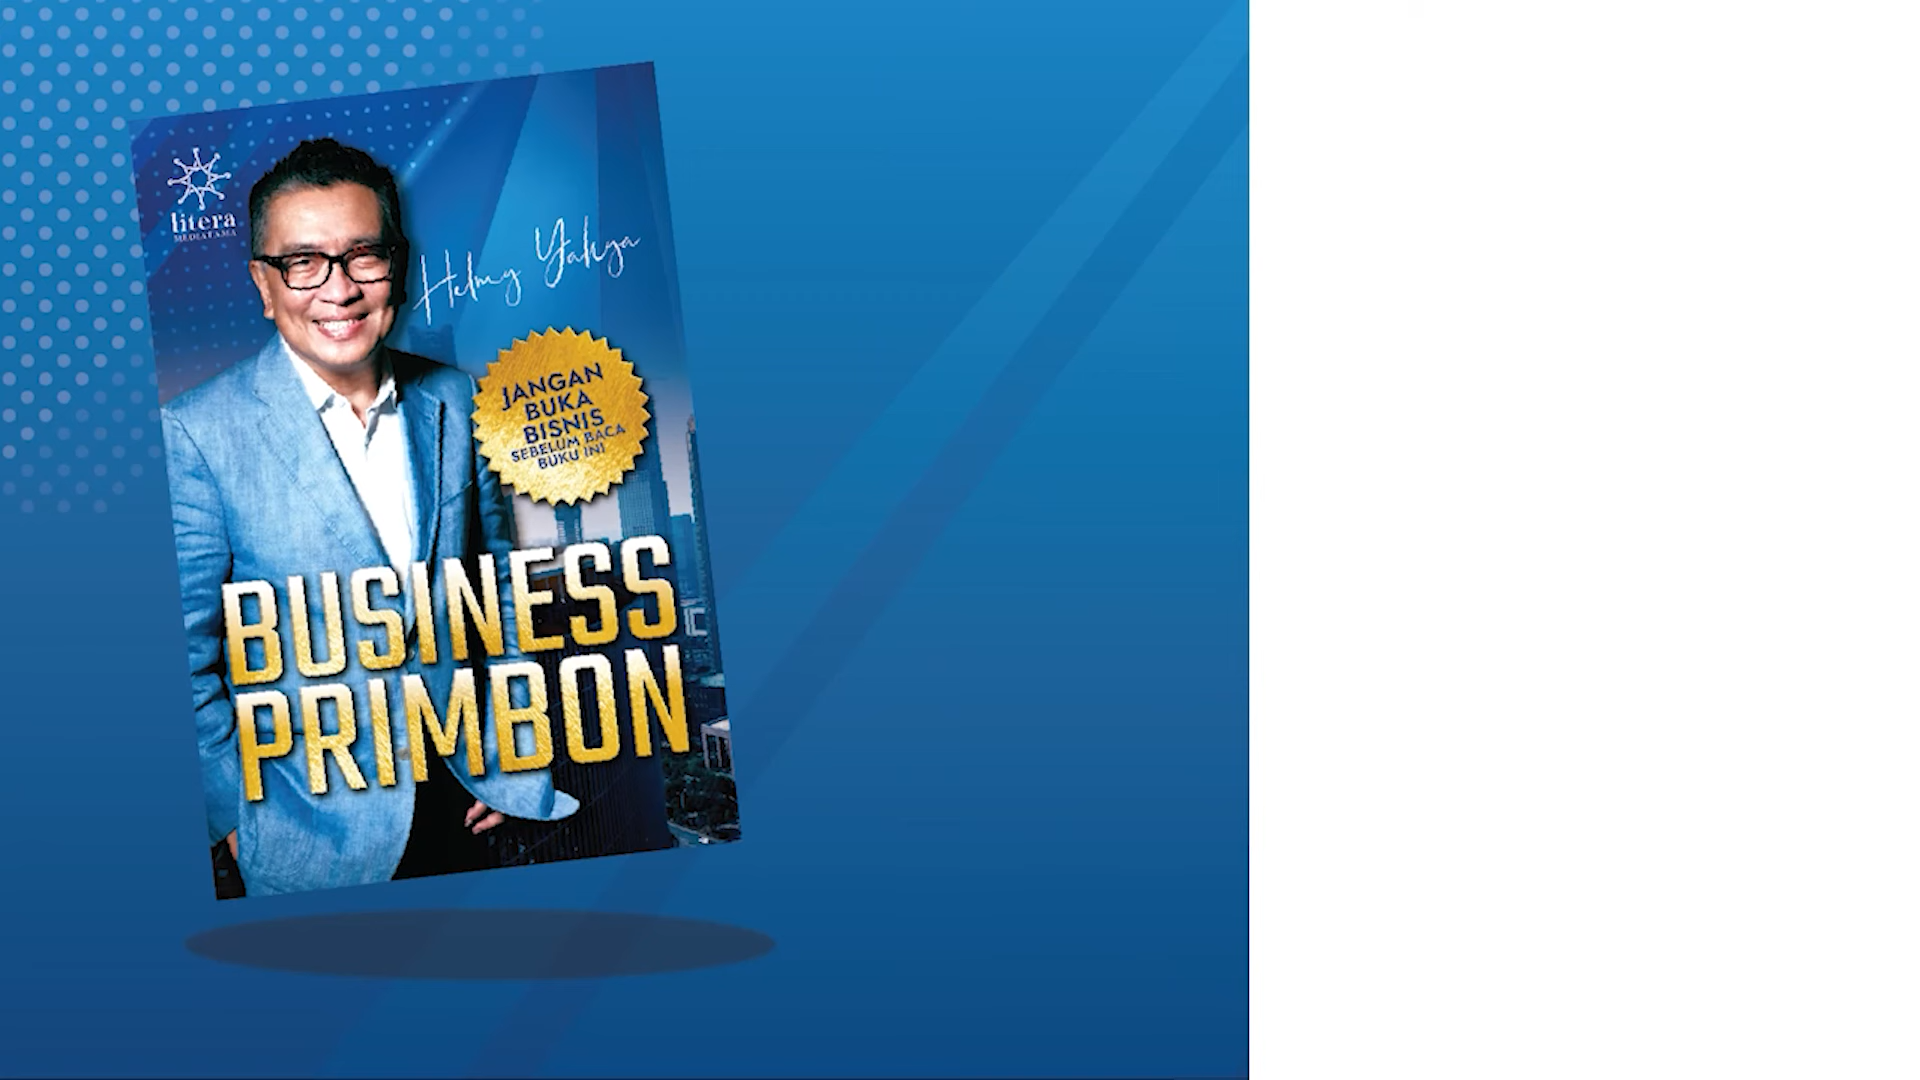 litera
MEDIATAMA
Helmy Yahya
JANGAN
BUKA
BISNIS
SEBELUM BACA
BUKU INI
BUSINESS
PRIMBON